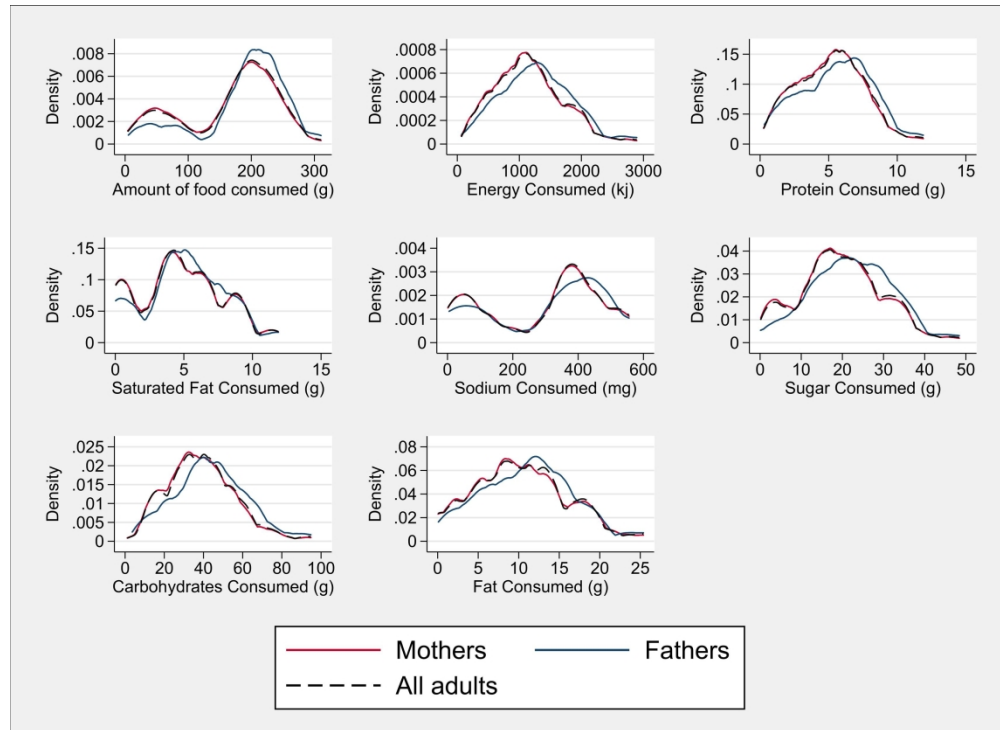 Density
.008
.006
.004
.002
0
0 100 200 300
Amount of food consumed (g)
Density
.0008
.0006
.0004
.0002
0
0 1000 2000 3000
Energy Consumed (kj)
Density
.15
.1
.05
0
0 5 10 15
Protein Consumed (g)
Density
.15
.1
.05
0
0 5 10 15
Saturated Fat Consumed (g)
Density
.004
.003
.002
.001
0
0 200 400 600
Sodium Consumed (mg)
Density
.04
.03
.02
.01
0
0 10 20 30 40 50
Sugar Consumed (g)
Density
.025
.02
.015
.01
.005
0
0 20 40 60 80 100
Carbohydrates Consumed (g)
Density
.08
.06
.04
.02
0
0 5 10 15 20 25
Fat Consumed (g)
Mothers Fathers
All adults